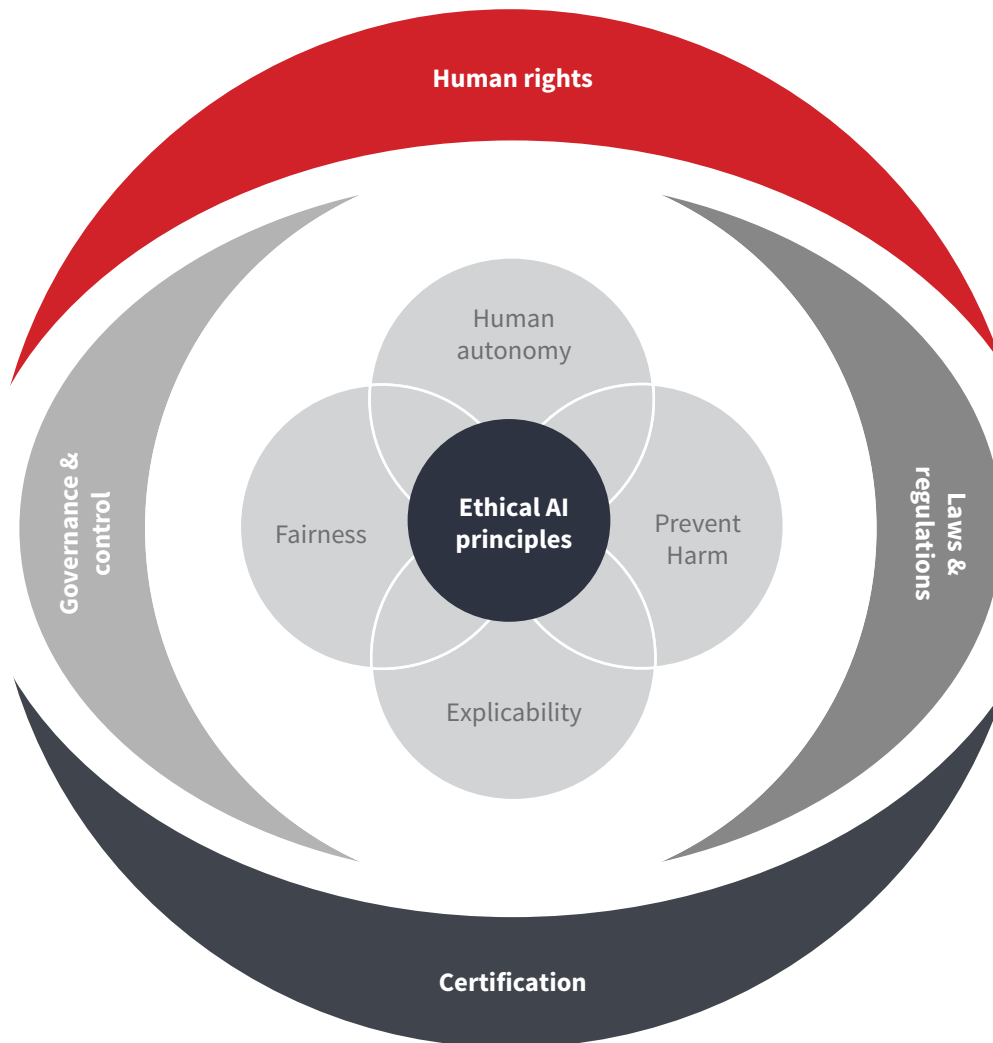 Human rights
Human
autonomy
Governance &
control
Fairness
Ethical AI
principles
Prevent
Harm
Laws &
regulations
Explicability
Certification